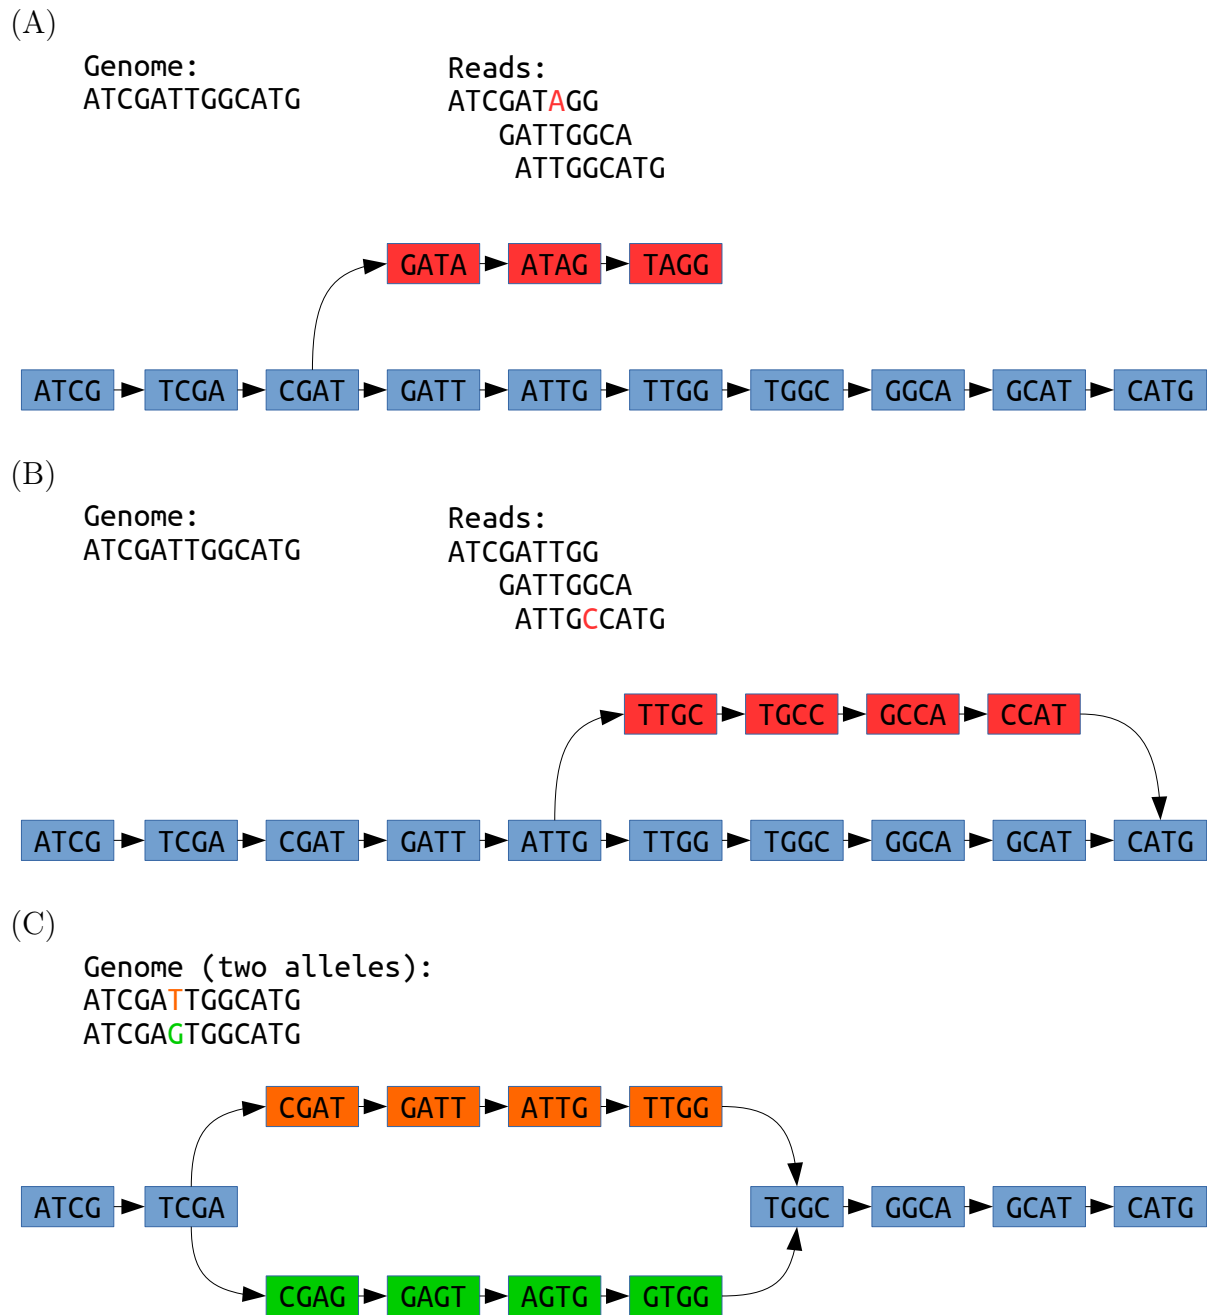 (A)
Genome:
ATCGATTGGCATG
Reads:
ATCGATAGG
GATTGGCA
ATTGGCATG
GATA ATAG TAGG
ATCG TCGA CGAT GATT ATTG TTGG TGGC GGCA GCAT CATG
(B)
Genome:
ATCGATTGGCATG
Reads:
ATCGATTGG
GATTGGCA
ATTGCCATG
TTGC TGCC GCCA CCAT
ATCG TCGA CGAT GATT ATTG TTGG TGGC GGCA GCAT CATG
(C)
Genome (two alleles):
ATCGATTGGCATG
ATCGAGTGGCATG
CGAT GATT ATTG TTGG
ATCG TCGA TGGC GGCA GCAT CATG
CGAG GAGT AGTG GTGG